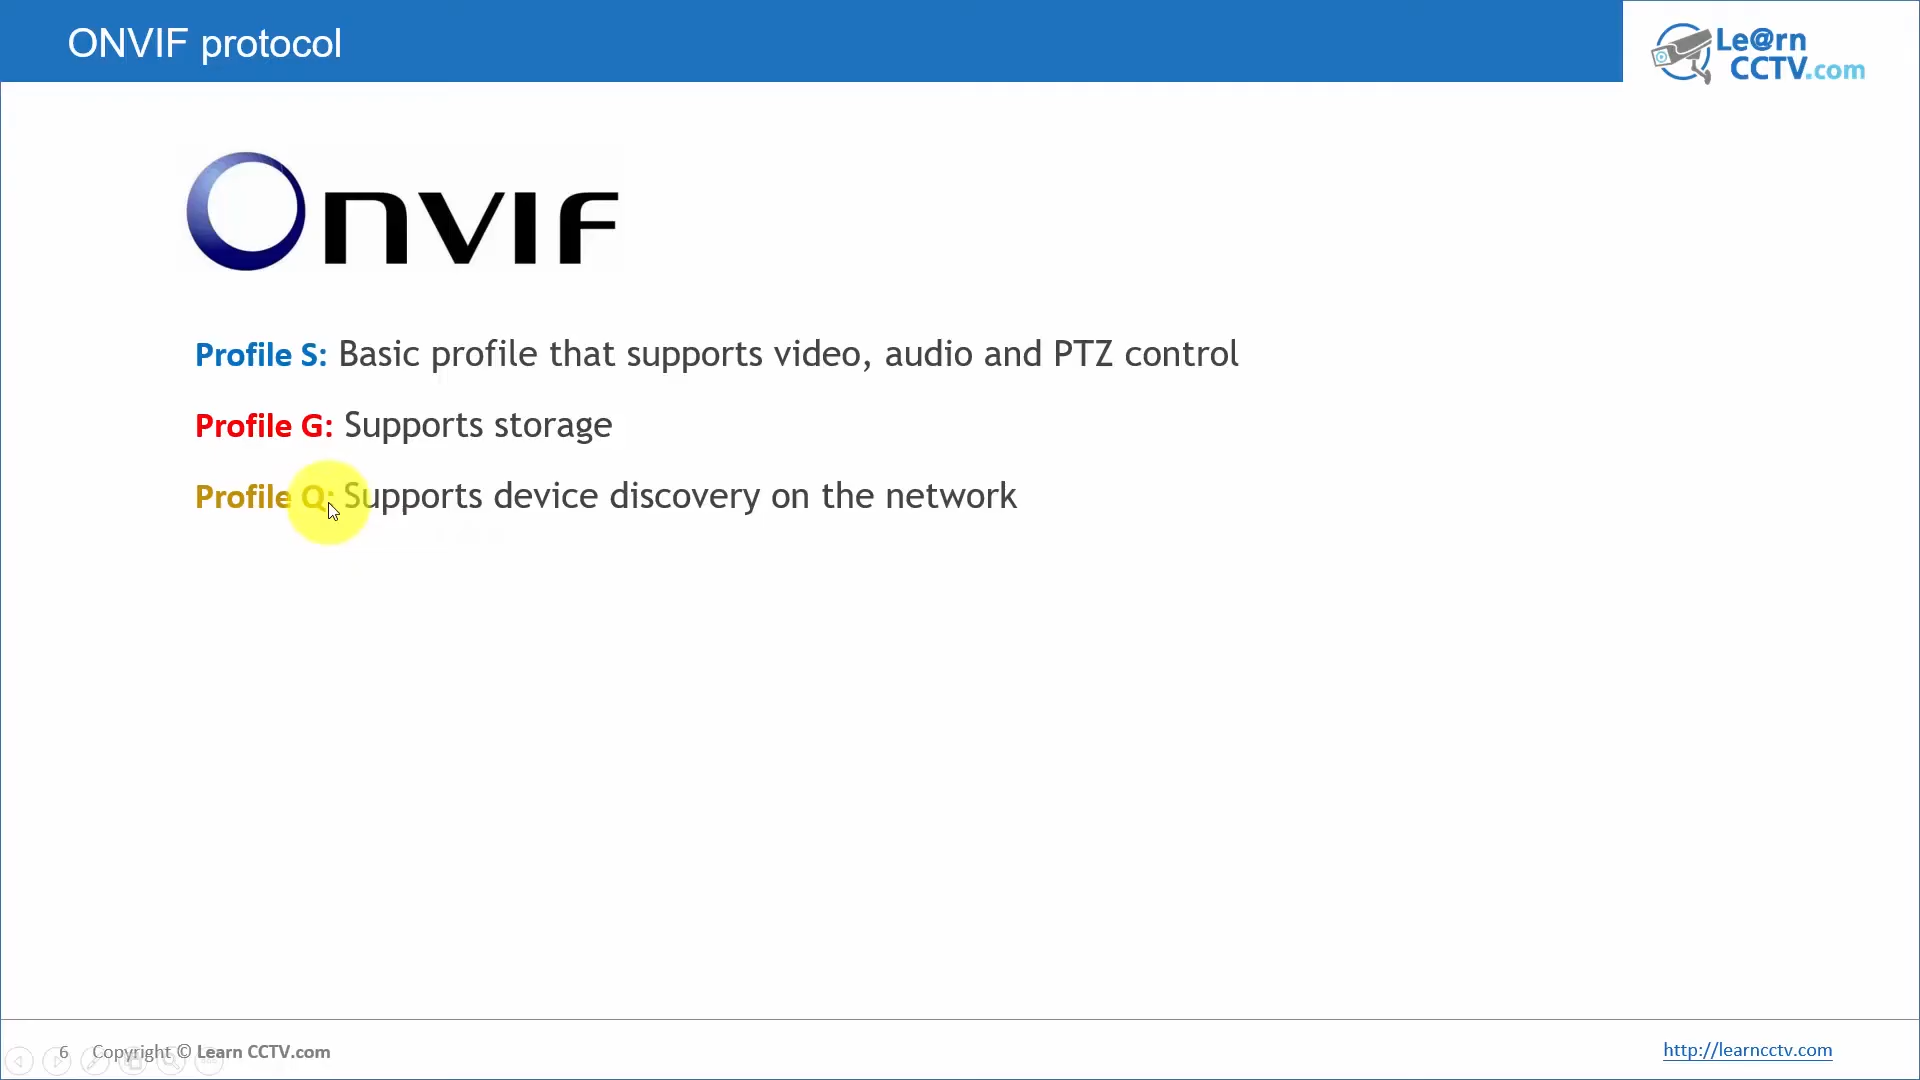 ONVIF protocol
Le@rn
CCTV.com
ONVIF
Profile S: Basic profile that supports video, audio and PTZ control
Profile G: Supports storage
Profile Q: Supports device discovery on the network
6 Copyright © Learn CCTV.com
http://learncctv.com